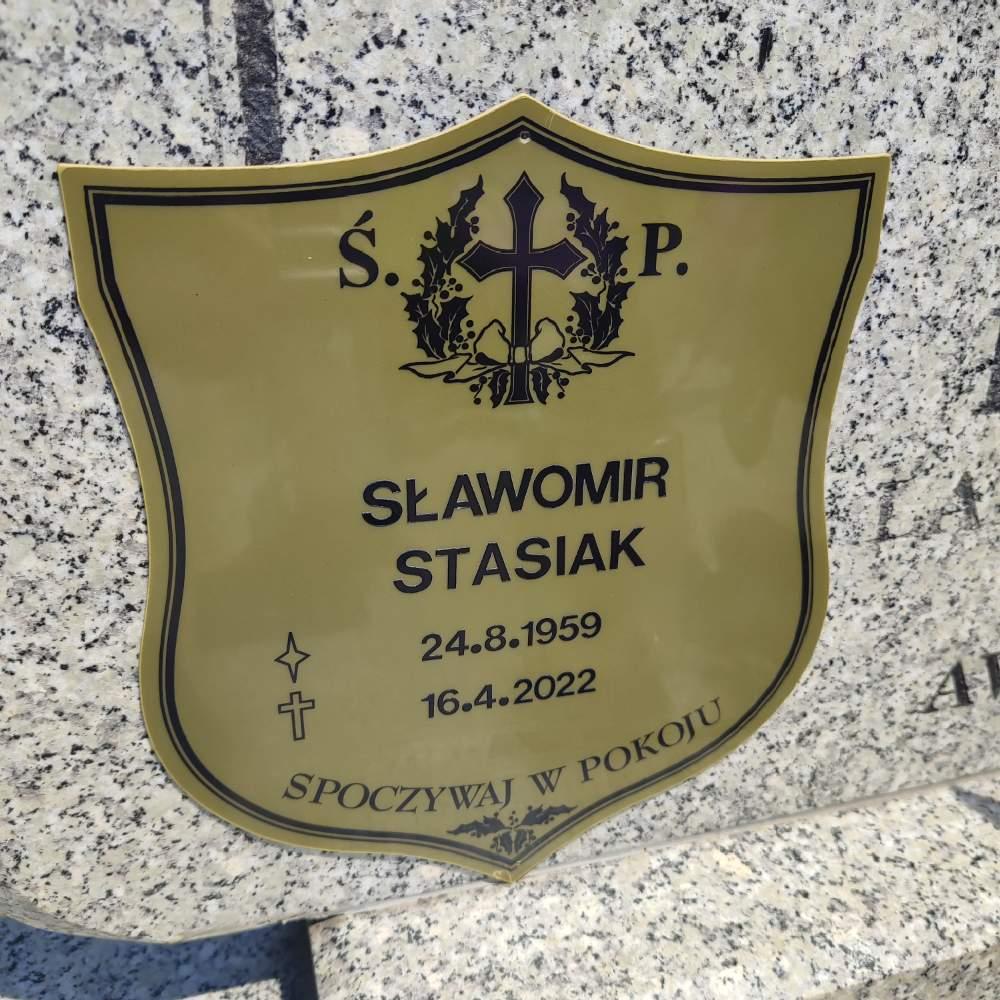 Ś. P.
SŁAWOMIR
STASIAK
24.8.1959
16.4.2022
SPOCZYWAJ W POKOJU